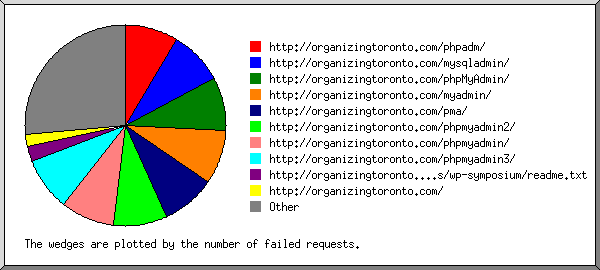 http://organizingtoronto.com/phpadm/
http://organizingtoronto.com/mysqladmin/
http://organizingtoronto.com/phpMyAdmin/
http://organizingtoronto.com/myadmin/
http://organizingtoronto.com/pma/
http://organizingtoronto.com/phpmyadmin2/
http://organizingtoronto.com/phpmyadmin/
http://organizingtoronto.com/phpmyadmin3/
http://organizingtoronto....s/wp-symposium/readme.txt
http://organizingtoronto.com/
Other
The wedges are plotted by the number of failed requests.